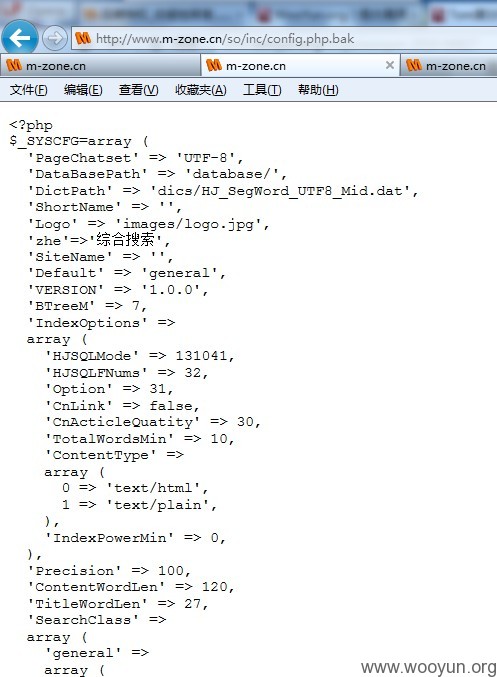 http://www.m-zone.cn/so/inc/config.php.bak
m-zone.cn m-zone.cn m-zone.cn
文件(F) 编辑(E) 查看(V) 收藏夹(A) 工具(T) 帮助(H)
<?php
$_SYSCFG=array (
'PageChatset' => 'UTF-8',
'DataBasePath' => 'database/',
'DictPath' => 'dics/HJ_SegWord_UTF8_Mid.dat',
'ShortName' => '',
'Logo' => 'images/logo.jpg',
'zhe'=>'综合搜索',
'SiteName' => '',
'Default' => 'general',
'VERSION' => '1.0.0',
'BTreeM' => 7,
'IndexOptions' =>
array (
'HJSQLMode' => 131041,
'HJSQLFNums' => 32,
'Option' => 31,
'CnLink' => false,
'CnActicleQuatity' => 30,
'TotalWordsMin' => 10,
'ContentType' =>
array (
0 => 'text/html',
1 => 'text/plain',
),
'IndexPowerMin' => 0,
),
'Precision' => 100,
'ContentWordLen' => 120,
'TitleWordLen' => 27,
'SearchClass' =>
array (
'general' =>
array (
www.wooyun.org